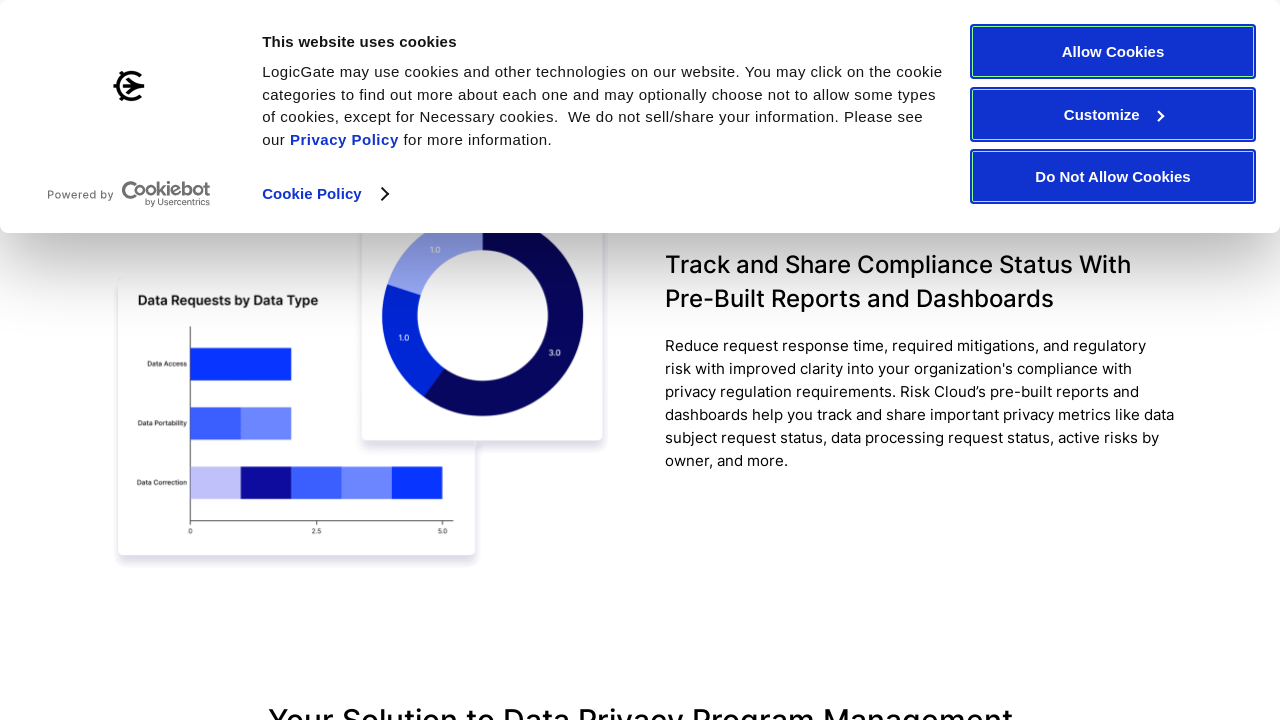 This website uses cookies
LogicGate may use cookies and other technologies on our website. You may click on the cookie
categories to find out more about each one and may optionally choose not to allow some types
of cookies, except for Necessary cookies.  We do not sell/share your information. Please see
our Privacy Policy for more information.
Cookie Policy
Powered by Cookiebot
by Usercentrics
Allow Cookies
Customize
Do Not Allow Cookies
1.0
1.0
3.0
Data Requests by Data Type
Data Access
Data Portability
Data Correction
0
2.5
5.0
Track and Share Compliance Status With
Pre-Built Reports and Dashboards
Reduce request response time, required mitigations, and regulatory
risk with improved clarity into your organization's compliance with
privacy regulation requirements. Risk Cloud’s pre-built reports and
dashboards help you track and share important privacy metrics like data
subject request status, data processing request status, active risks by
owner, and more.
Your Solution to Data Privacy Program Management